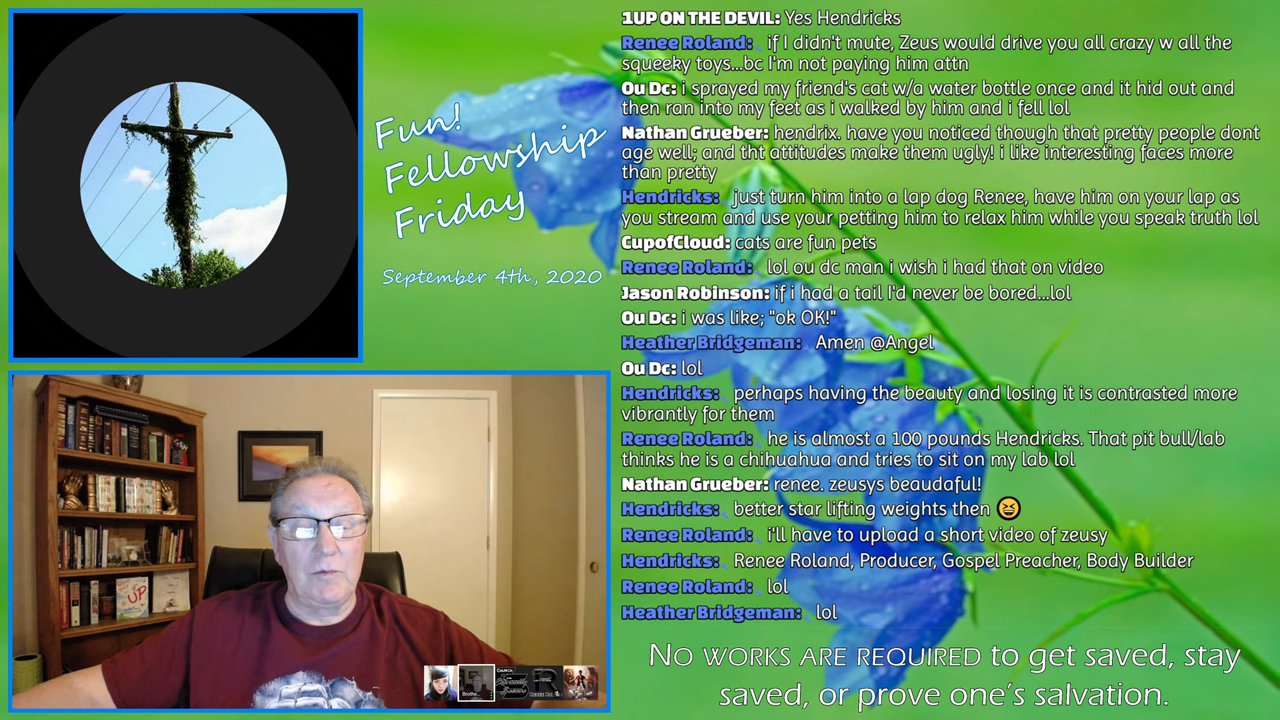 Fun!
Fellowship
Friday
September 4th, 2020
1UP ON THE DEVIL: Yes Hendricks
Renee Roland: if I didn't mute, Zeus would drive you all crazy w all the
squeeky toys...bc I'm not paying him attn
Ou Dc: i sprayed my friend's cat w/a water bottle once and it hid out and
then ran into my feet as i walked by him and i fell lol
Nathan Grueber: hendrix. have you noticed though that pretty people dont
age well; and tht attitudes make them ugly! i like interesting faces more
than pretty
Hendricks: just turn him into a lap dog Renee, have him on your lap as
you stream and use your petting him to relax him while you speak truth lol
CupofCloud: cats are fun pets
Renee Roland: lol ou dc man i wish i had that on video
Jason Robinson: if i had a tail I'd never be bored...lol
Ou Dc: i was like; "ok OK!"
Heather Bridgeman: Amen @Angel
Ou Dc: lol
Hendricks: perhaps having the beauty and losing it is contrasted more
vibrantly for them
Renee Roland: he is almost a 100 pounds Hendricks. That pit bull/lab
thinks he is a chihuahua and tries to sit on my lab lol
Nathan Grueber: renee. zeusys beaudaful!
Hendricks: better star lifting weights then 😆
Renee Roland: i'll have to upload a short video of zeusy
Hendricks: Renee Roland, Producer, Gospel Preacher, Body Builder
Renee Roland: lol
Heather Bridgeman: lol
NO WORKS ARE REQUIRED to get saved, stay
saved, or prove one's salvation.
UP
Brothe...
CHURCH